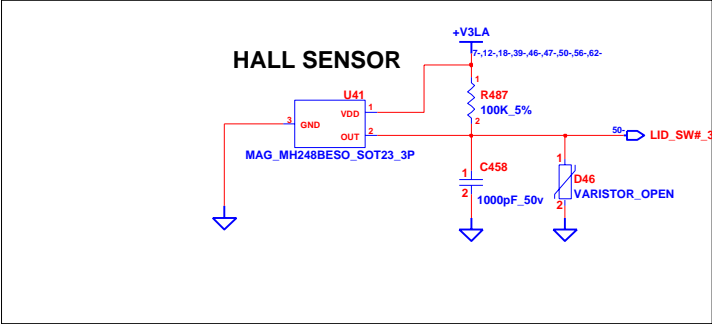 +V3LA
7-,12-,18-,39-,46-,47-,50-,56-,62-
HALL SENSOR
U41
1
R487
100K_5%
2
VDD 1
3 GND
OUT 2
MAG_MH248BESO_SOT23_3P
50-
LID_SW#_3
C458
1
2
1000pF_50v
1
D46
VARISTOR_OPEN
2